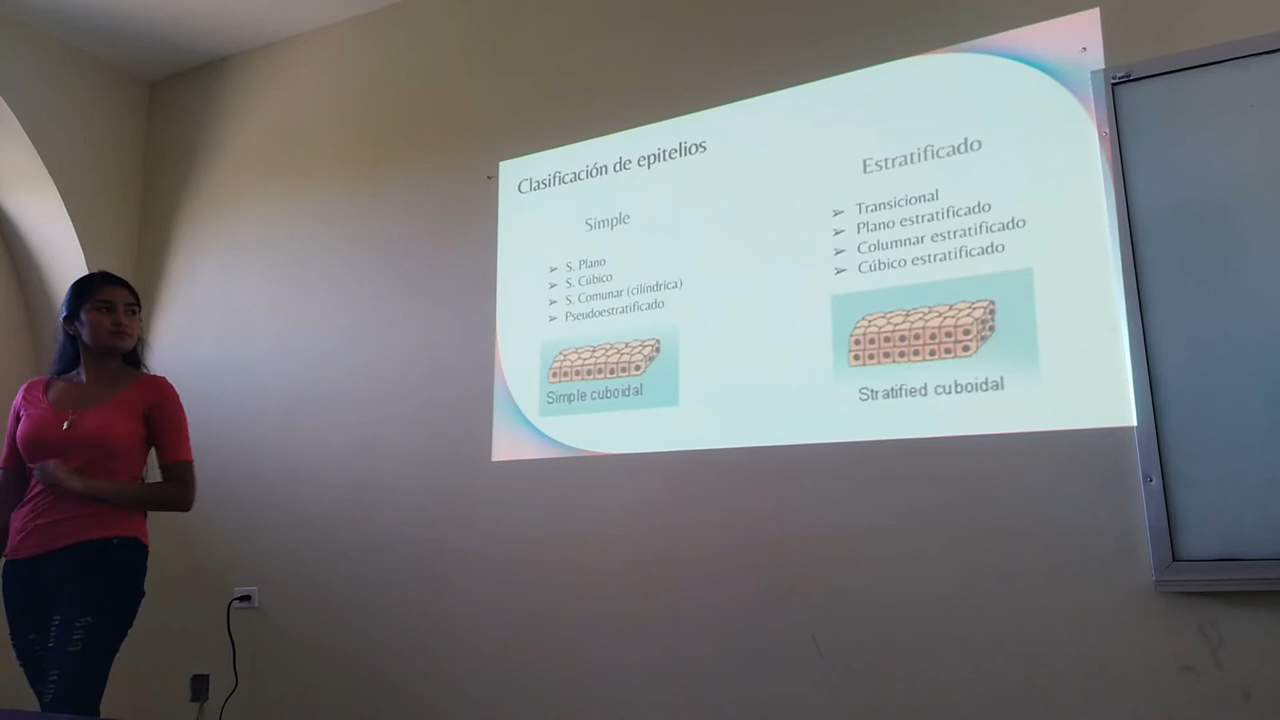 Clasificación de epitelios
Simple
➢ S. Plano
➢ S. Cúbico
➢ S. Comunar (cilíndrica)
➢ Pseudoestratificado
Simple cuboidal
Estratificado
➢ Transicional
➢ Plano estratificado
➢ Columnar estratificado
➢ Cúbico estratificado
Stratified cuboidal